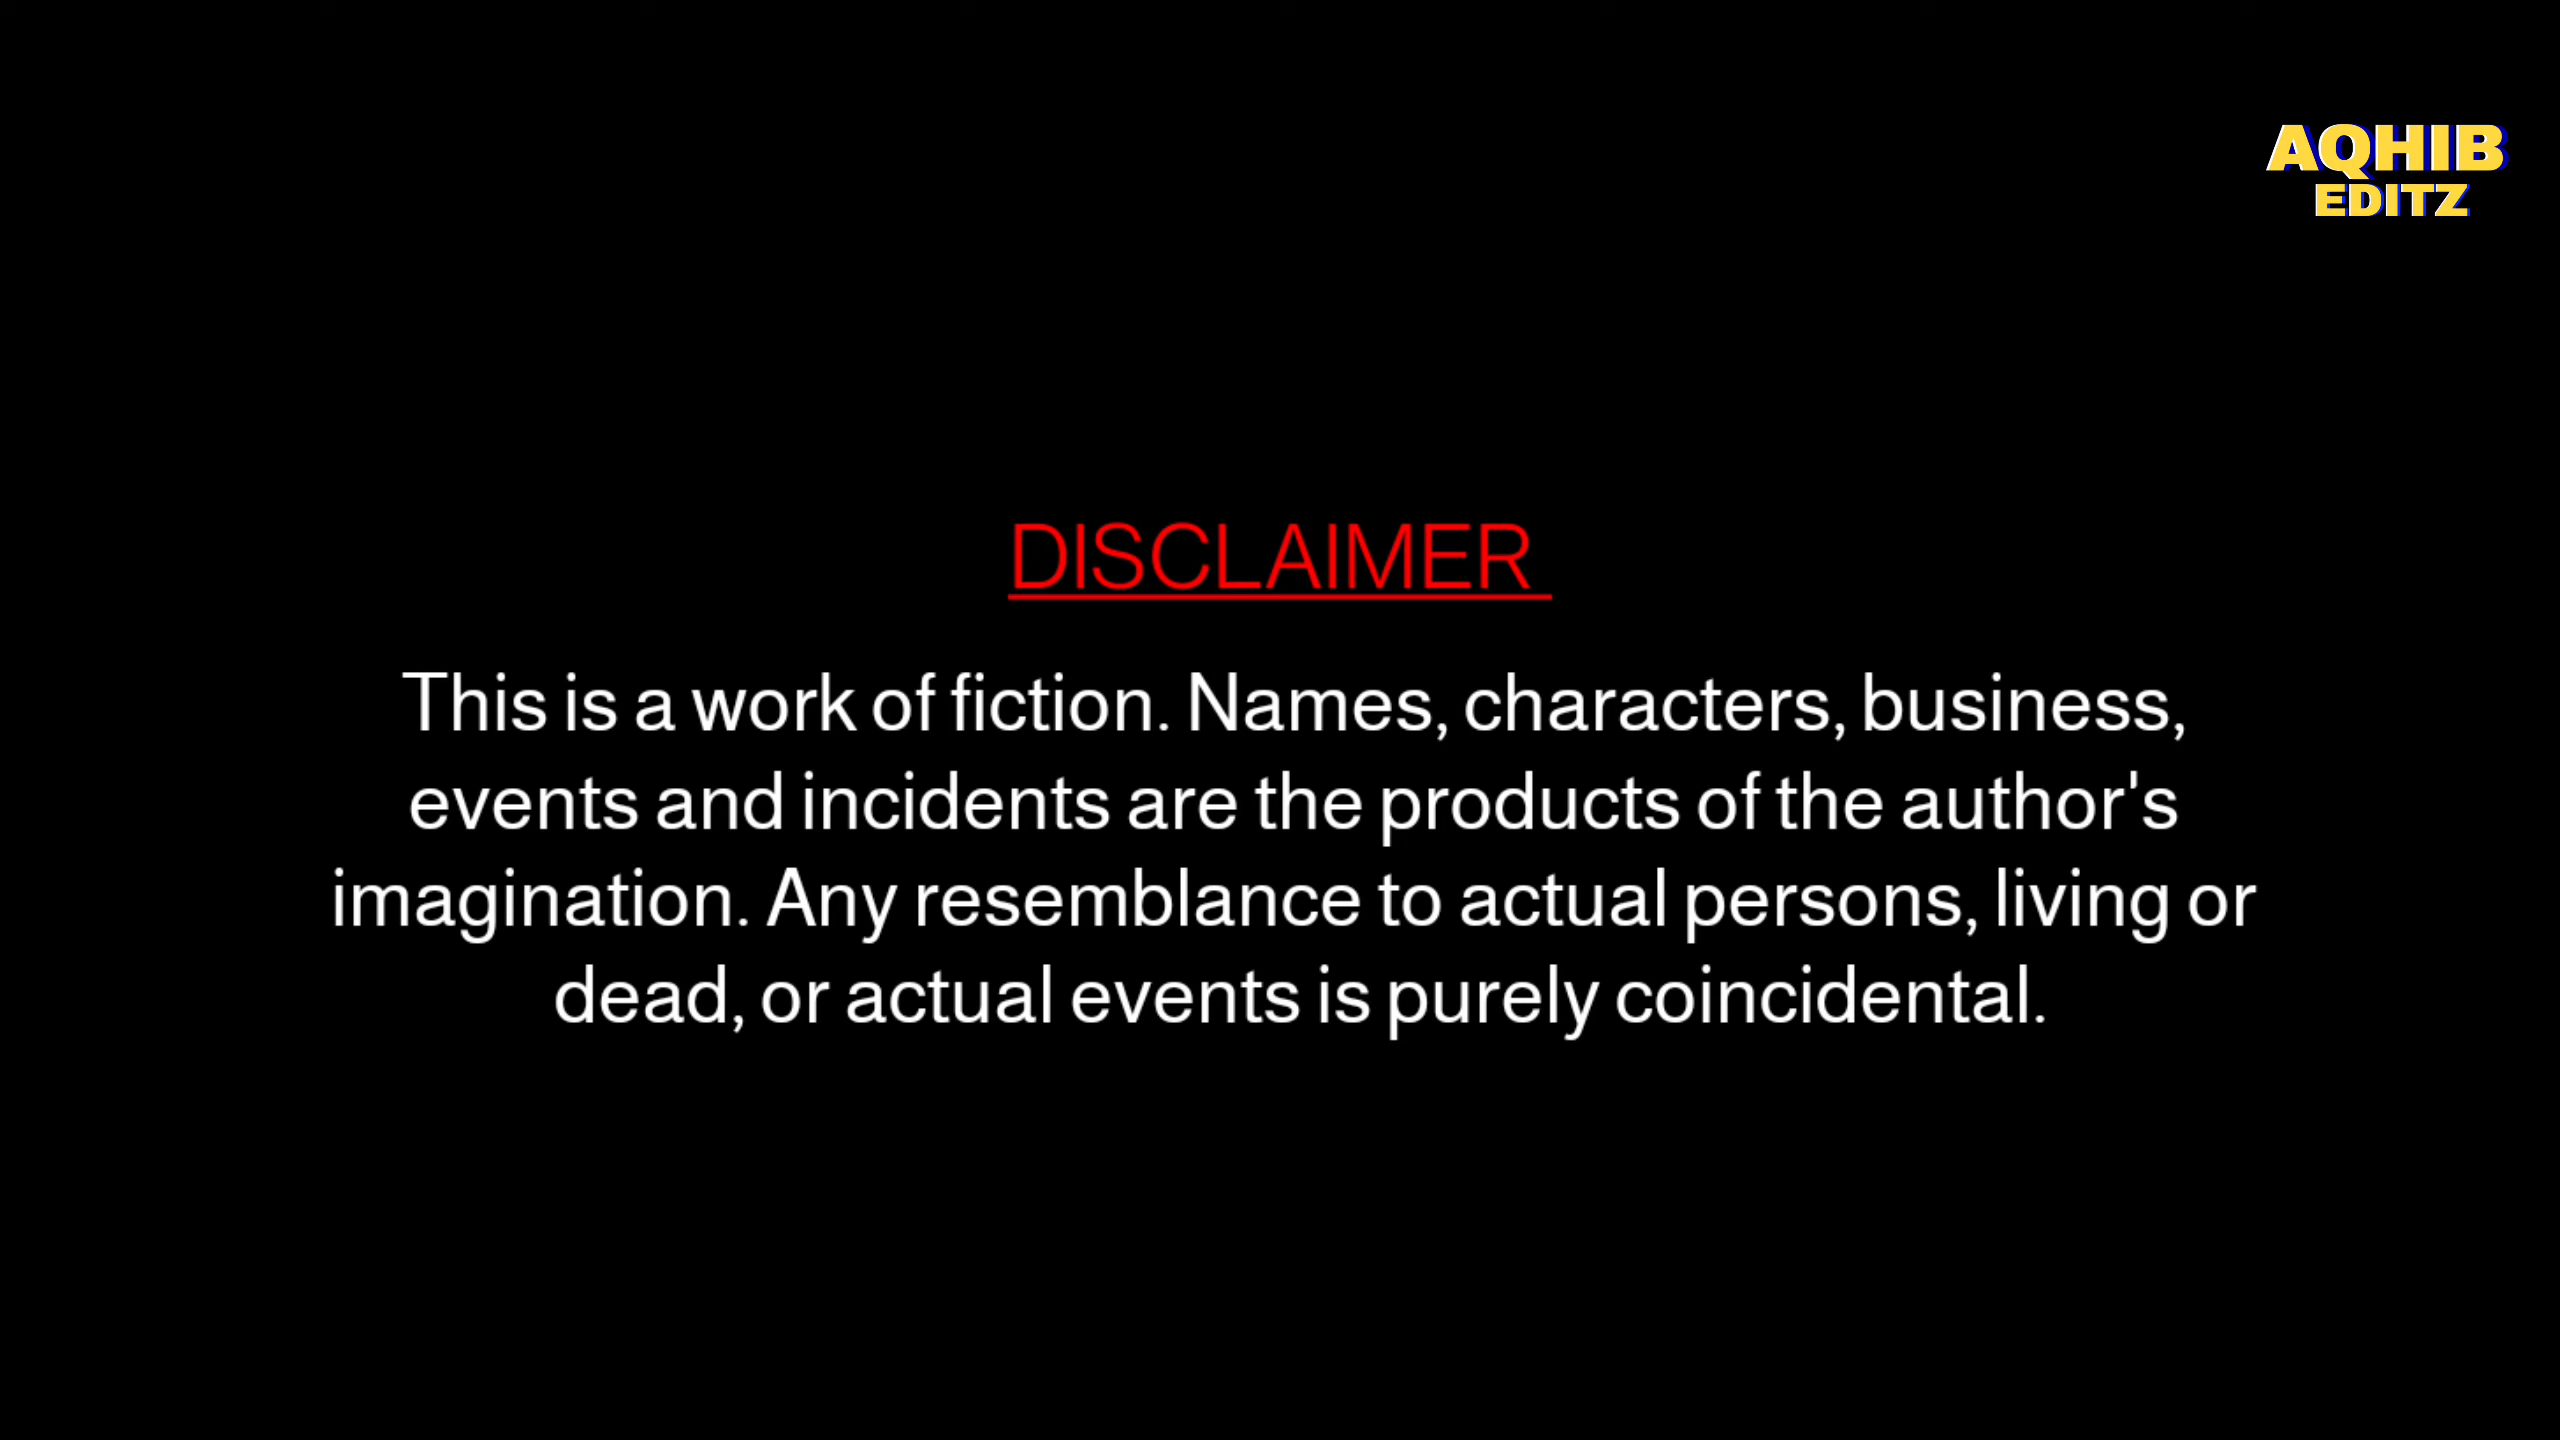 AQHIB
EDITZ
DISCLAIMER
This is a work of fiction. Names, characters, business,
events and incidents are the products of the author's
imagination. Any resemblance to actual persons, living or
dead, or actual events is purely coincidental.